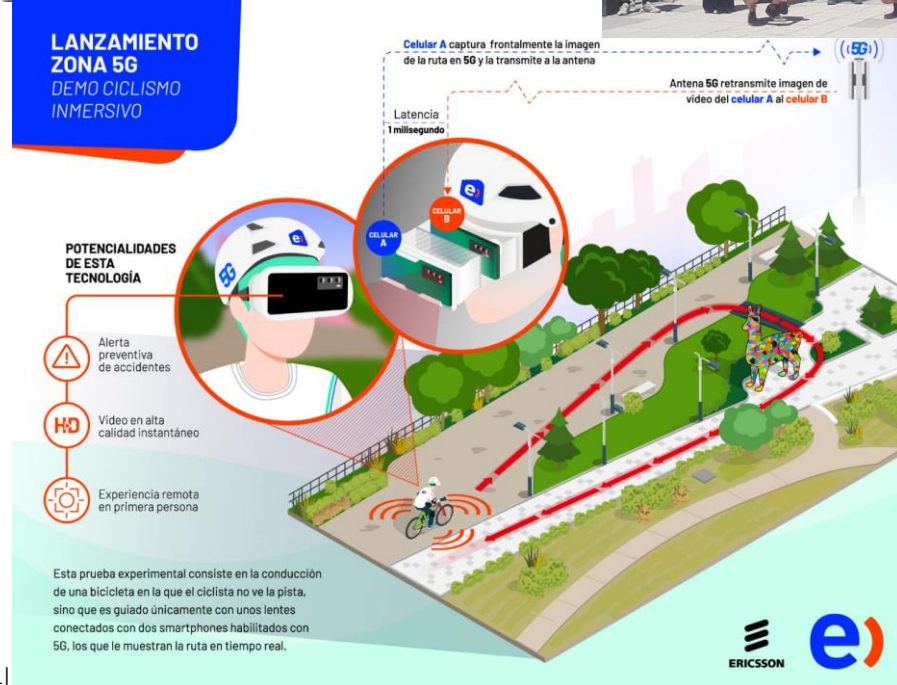 LANZAMIENTO
ZONA 5G
DEMO CICLISMO
INMERSIVO
Celular A captura frontalmente la imagen
de la ruta en 5G y la transmite a la antena
5G
Antena 5G retransmite imagen de
video del celular A al celular B
Latencia
1 milisegundo
CELULAR
A
CELULAR
B
e)
5G
e)
POTENCIALIDADES
DE ESTA
TECNOLOGÍA
Alerta
preventiva
de accidentes
HD
Video en alta
calidad instantáneo
Experiencia remota
en primera persona
Esta prueba experimental consiste en la conducción
de una bicicleta en la que el ciclista no ve la pista,
sino que es guiado únicamente con unos lentes
conectados con dos smartphones habilitados con
5G, los que le muestran la ruta en tiempo real.
ERICSSON
e)